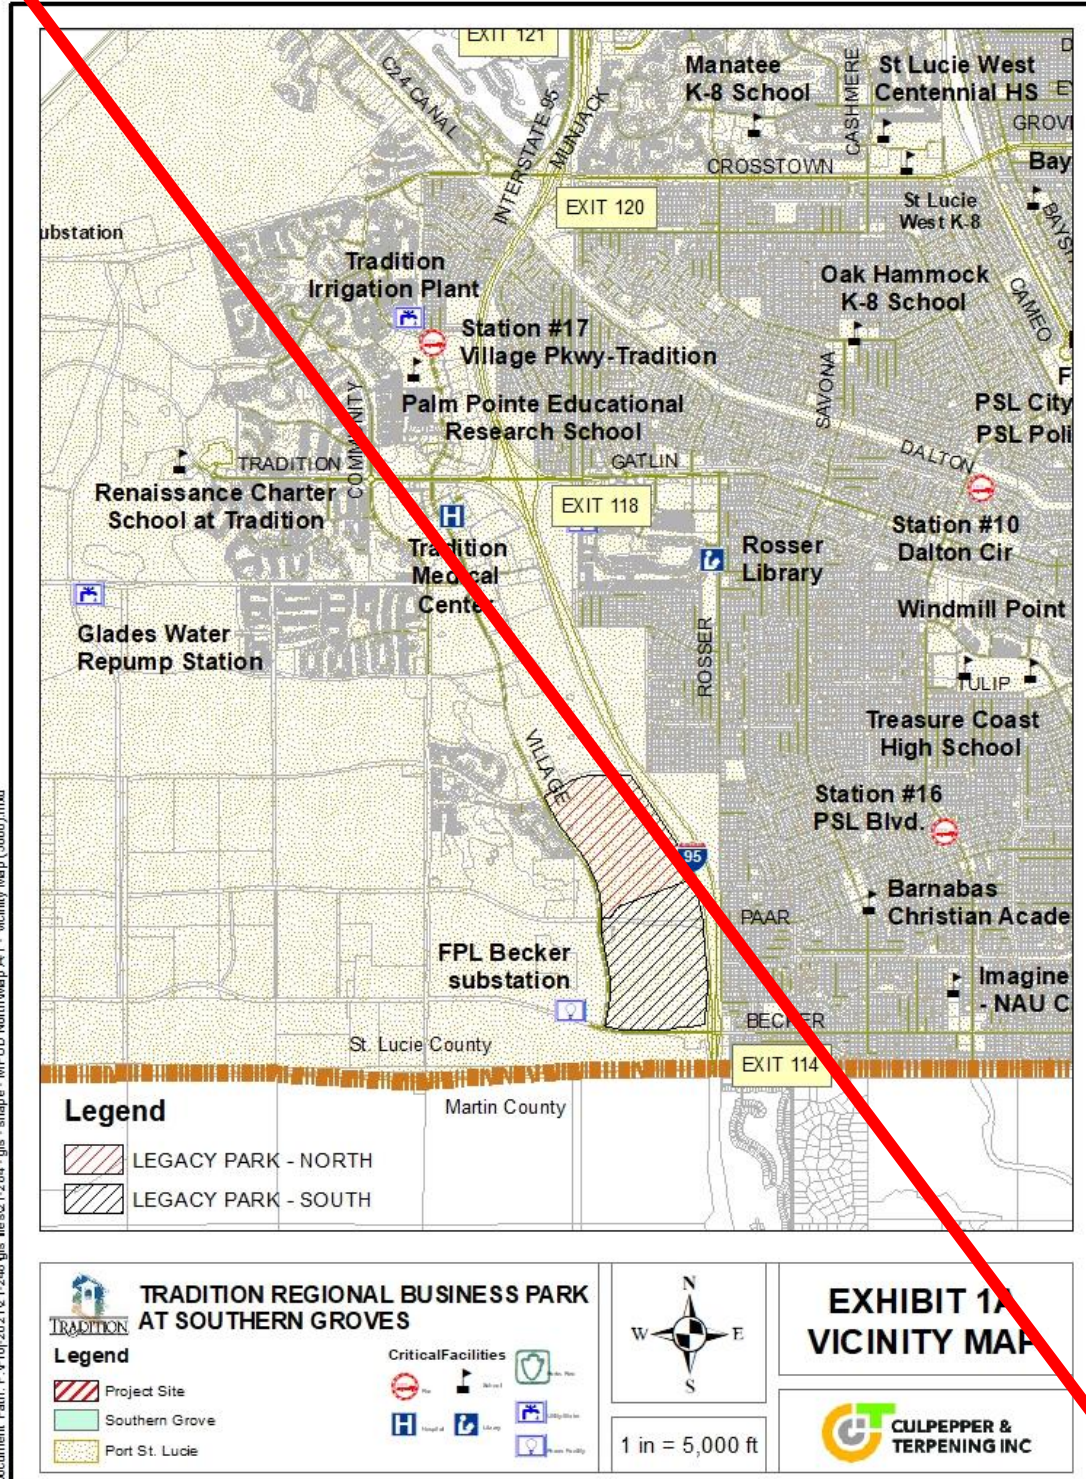 EXIT 121
C24 CANAL
INTERSTATE 95
MUNJACK
Manatee
K-8 School
CASHMERE
St Lucie West
Centennial HS
CROSSTOWN
Bay
EXIT 120
St Lucie
West K-8
ubstation
Tradition
Irrigation Plant
Oak Hammock
K-8 School
CAMEO
Station #17
Village Pkwy-Tradition
SAVONA
COMMUNITY
Palm Pointe Educational
Research School
PSL City
PSL Poli
TRADITION
GATLIN
DALTON
Renaissance Charter
School at Tradition
EXIT 118
Station #10
Dalton Cir
Tradition
Medical
Center
Rosser
Library
Glades Water
Repump Station
Windmill Point
ROSSER
TULIP
Treasure Coast
High School
VILLAGE
Station #16
PSL Blvd.
95
Barnabas
Christian Acade
PAAR
FPL Becker
substation
Imagine
- NAU C
BECKER
St. Lucie County
EXIT 114
Martin County
Legend
LEGACY PARK - NORTH
LEGACY PARK - SOUTH
TRADITION
TRADITION REGIONAL BUSINESS PARK
AT SOUTHERN GROVES
Legend
Project Site
Southern Grove
Port St. Lucie
CriticalFacilities
School
Hospital
Library
N
W E
S
1 in = 5,000 ft
EXHIBIT 1A
VICINITY MAP
CULPEPPER &
TERPENING INC